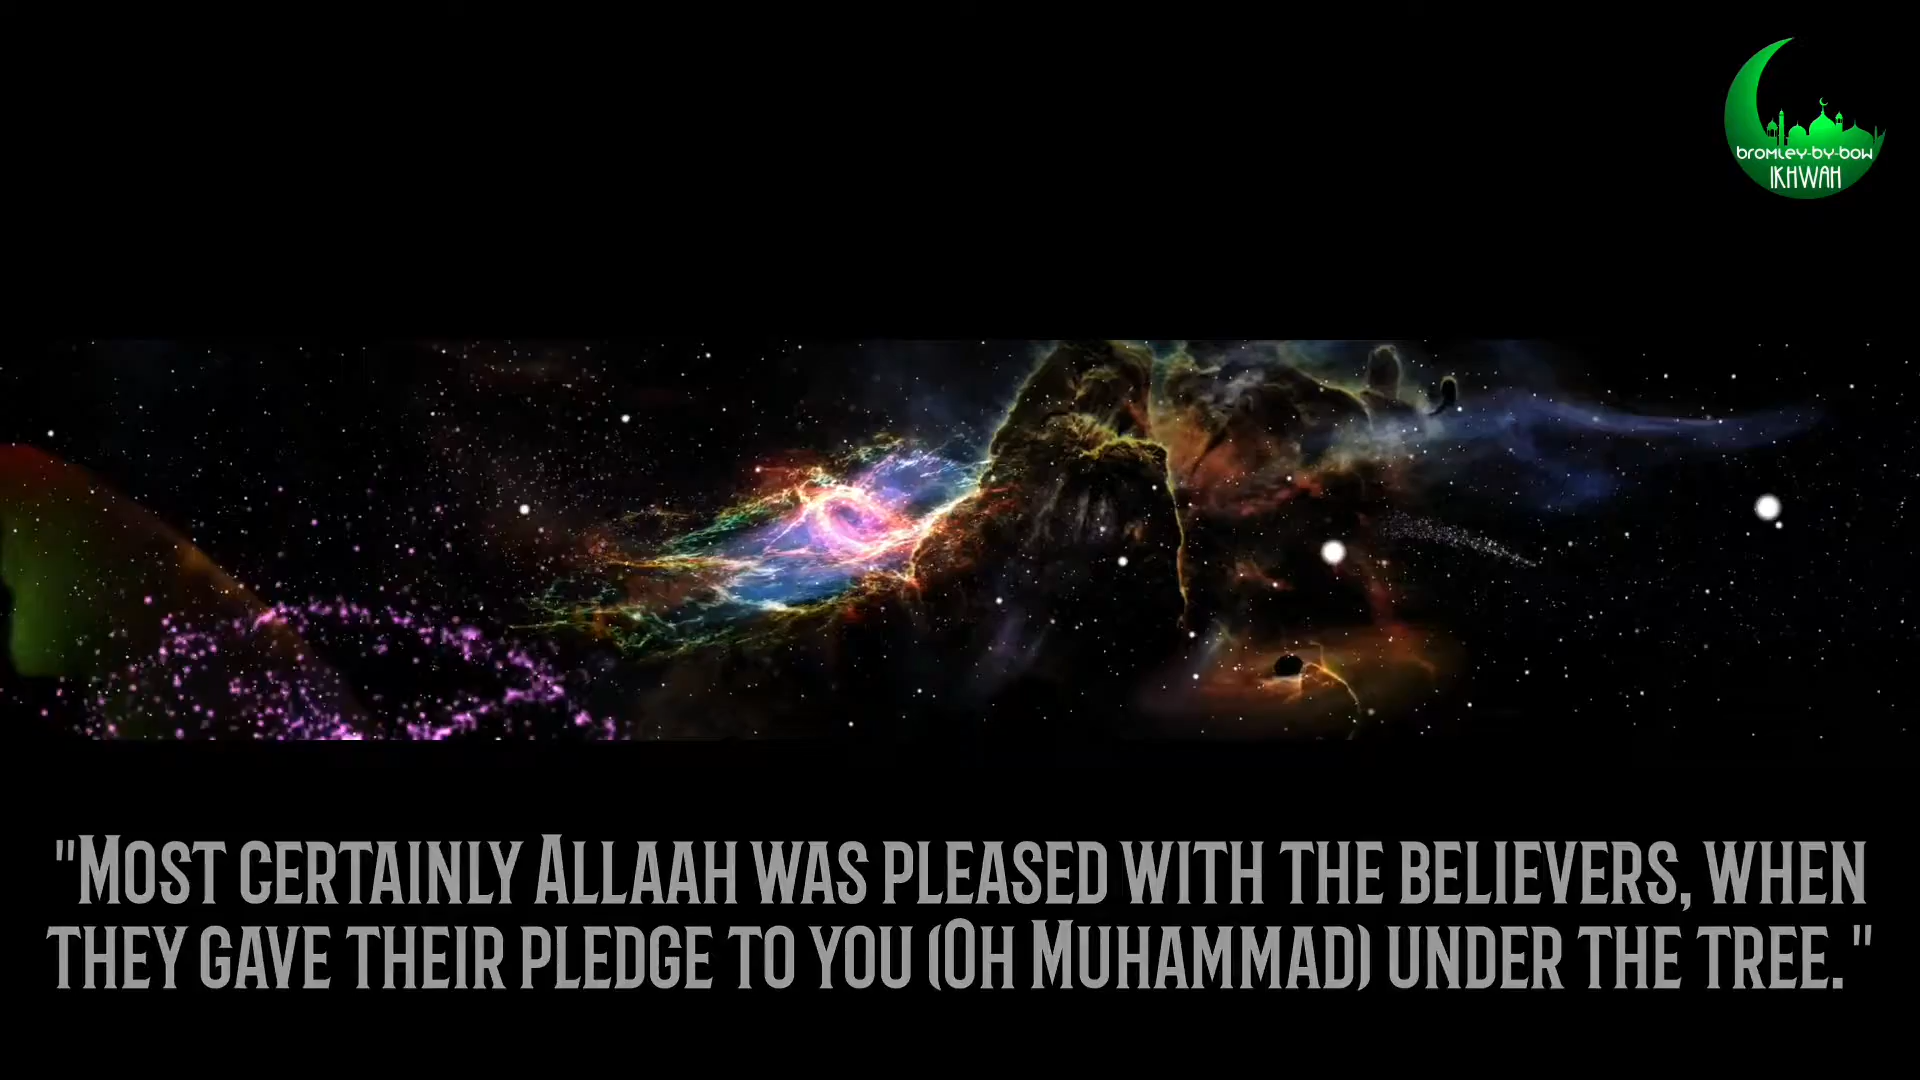 bromley-by-bow
IKHWAH
"Most certainly Allaah was pleased with the believers, when
they gave their pledge to you (Oh Muhammad) under the tree."